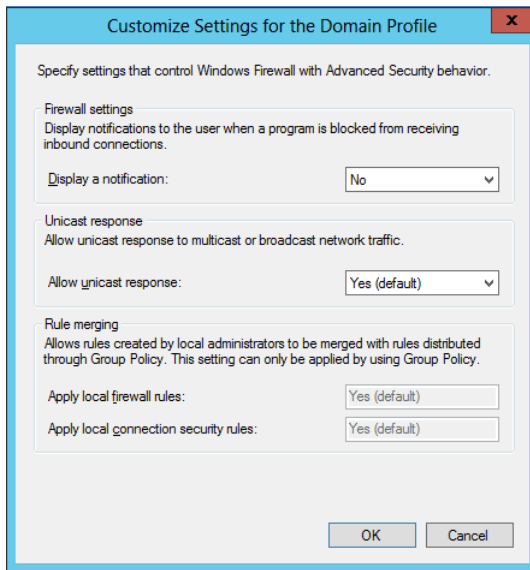 Customize Settings for the Domain Profile
x
Specify settings that control Windows Firewall with Advanced Security behavior.
Firewall settings
Display notifications to the user when a program is blocked from receiving
inbound connections.
Display a notification:
No
Unicast response
Allow unicast response to multicast or broadcast network traffic.
Allow unicast response:
Yes (default)
Rule merging
Allows rules created by local administrators to be merged with rules distributed
through Group Policy. This setting can only be applied by using Group Policy.
Apply local firewall rules:
Yes (default)
Apply local connection security rules:
Yes (default)
OK
Cancel